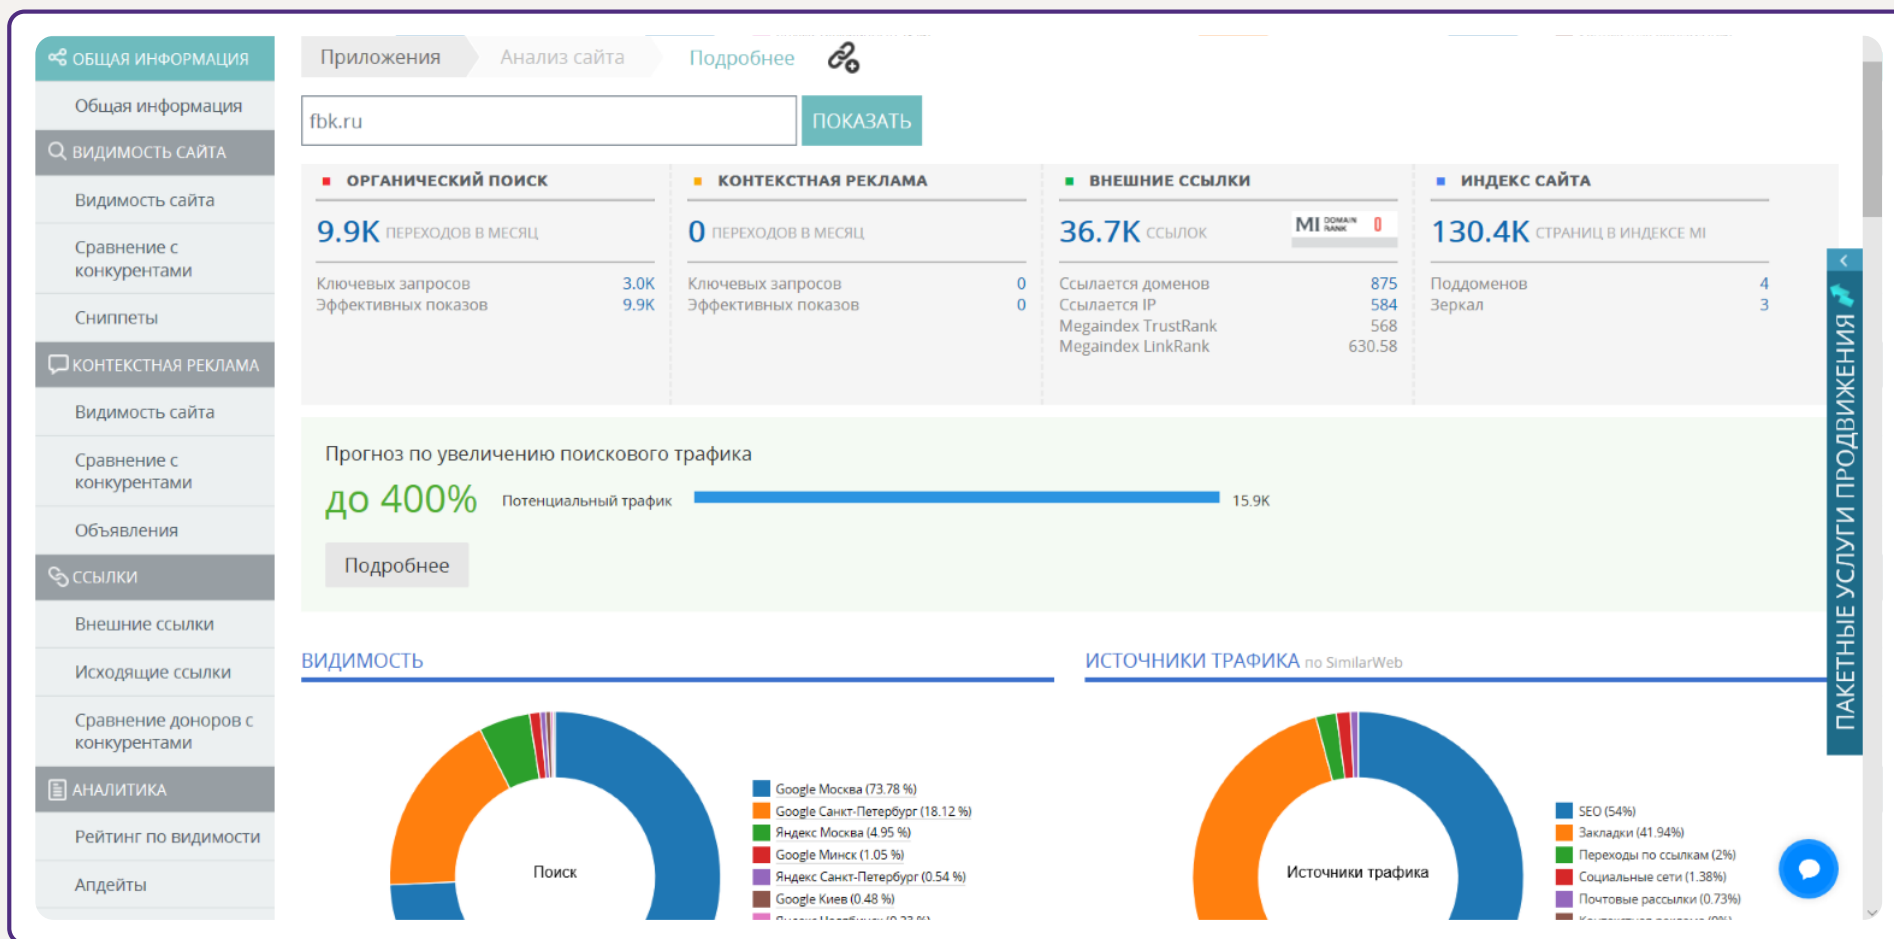 ОБЩАЯ ИНФОРМАЦИЯ
Общая информация
ВИДИМОСТЬ САЙТА
Видимость сайта
Сравнение с
конкурентами
Сниппеты
КОНТЕКСТНАЯ РЕКЛАМА
Видимость сайта
Сравнение с
конкурентами
Объявления
ССЫЛКИ
Внешние ссылки
Исходящие ссылки
Сравнение доноров с
конкурентами
АНАЛИТИКА
Рейтинг по видимости
Апдейты
Приложения
Анализ сайта
Подробнее
fbk.ru
ПОКАЗАТЬ
ОРГАНИЧЕСКИЙ ПОИСК
9.9K ПЕРЕХОДОВ В МЕСЯЦ
Ключевых запросов 3.0K
Эффективных показов 9.9K
КОНТЕКСТНАЯ РЕКЛАМА
0 ПЕРЕХОДОВ В МЕСЯЦ
Ключевых запросов 0
Эффективных показов 0
ВНЕШНИЕ ССЫЛКИ
36.7K ССЫЛОК
MI DOMAIN RANK 0
Ссылается доменов 875
Ссылается IP 584
Megaindex TrustRank 568
Megaindex LinkRank 630.58
ИНДЕКС САЙТА
130.4K СТРАНИЦ В ИНДЕКСЕ MI
Поддоменов 4
Зеркал 3
Прогноз по увеличению поискового трафика
до 400% Потенциальный трафик 15.9K
Подробнее
ВИДИМОСТЬ
Поиск
Google Москва (73.78 %)
Google Санкт-Петербург (18.12 %)
Яндекс Москва (4.95 %)
Google Минск (1.05 %)
Яндекс Санкт-Петербург (0.54 %)
Google Киев (0.48 %)
ИСТОЧНИКИ ТРАФИКА по SimilarWeb
Источники трафика
SEO (54%)
Закладки (41.94%)
Переходы по ссылкам (2%)
Социальные сети (1.38%)
Почтовые рассылки (0.73%)
ПАКЕТНЫЕ УСЛУГИ ПРОДВИЖЕНИЯ